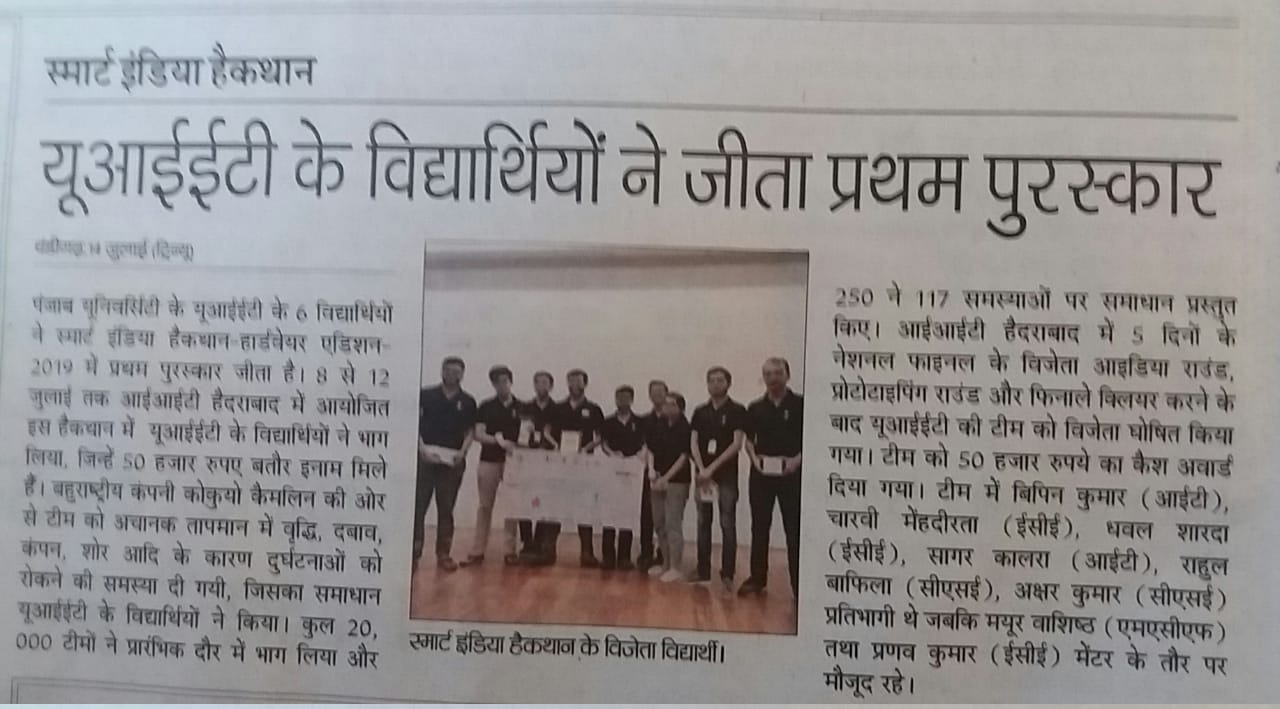 स्मार्ट इंडिया हैकथान
यूआईईटी के विद्यार्थियों ने जीता प्रथम पुरस्कार
चंडीगढ़,14 जुलाई (ट्रिन्यू)
पंजाब यूनिवर्सिटी के यूआईईटी के 6 विद्यार्थियों
ने स्मार्ट इंडिया हैकथान-हार्डवेयर एडिशन-
2019 में प्रथम पुरस्कार जीता है। 8 से 12
जुलाई तक आईआईटी हैदराबाद में आयोजित
इस हैकथान में यूआईईटी के विद्यार्थियों ने भाग
लिया, जिन्हें 50 हजार रुपए बतौर इनाम मिले
हैं। बहुराष्ट्रीय कंपनी कोकुयो कैमलिन की ओर
से टीम को अचानक तापमान में वृद्धि, दबाव,
कंपन, शोर आदि के कारण दुर्घटनाओं को
रोकने की समस्या दी गयी, जिसका समाधान
यूआईईटी के विद्यार्थियों ने किया। कुल 20,
000 टीमों ने प्रारंभिक दौर में भाग लिया और
स्मार्ट इंडिया हैकथान के विजेता विद्यार्थी।
250 ने 117 समस्याओं पर समाधान प्रस्तुत
किए। आईआईटी हैदराबाद में 5 दिनों के
नेशनल फाइनल के विजेता आइडिया राउंड,
प्रोटोटाइपिंग राउंड और फिनाले क्लियर करने के
बाद यूआईईटी की टीम को विजेता घोषित किया
गया। टीम को 50 हजार रुपये का कैश अवार्ड
दिया गया। टीम में बिपिन कुमार (आईटी),
चारवी मेंहदीरता (ईसीई), धवल शारदा
(ईसीई), सागर कालरा (आईटी), राहुल
बाफिला (सीएसई), अक्षर कुमार (सीएसई)
प्रतिभागी थे जबकि मयूर वाशिष्ठ (एमएसीएफ)
तथा प्रणव कुमार (ईसीई) मेंटर के तौर पर
मौजूद रहे।